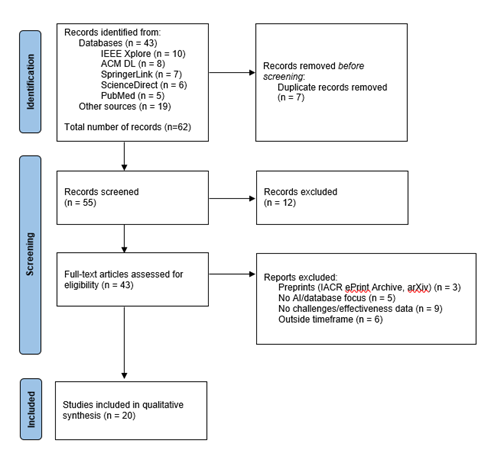 Identification
Records identified from:
Databases (n = 43)
IEEE Xplore (n = 10)
ACM DL (n = 8)
SpringerLink (n = 7)
ScienceDirect (n = 6)
PubMed (n = 5)
Other sources (n = 19)
Total number of records (n=62)
Records removed before
screening:
Duplicate records removed
(n = 7)
Screening
Records screened
(n = 55)
Records excluded
(n = 12)
Full-text articles assessed for
eligibility (n = 43)
Reports excluded:
Preprints (IACR ePrint Archive, arXiv) (n = 3)
No AI/database focus (n = 5)
No challenges/effectiveness data (n = 9)
Outside timeframe (n = 6)
Included
Studies included in qualitative
synthesis (n = 20)